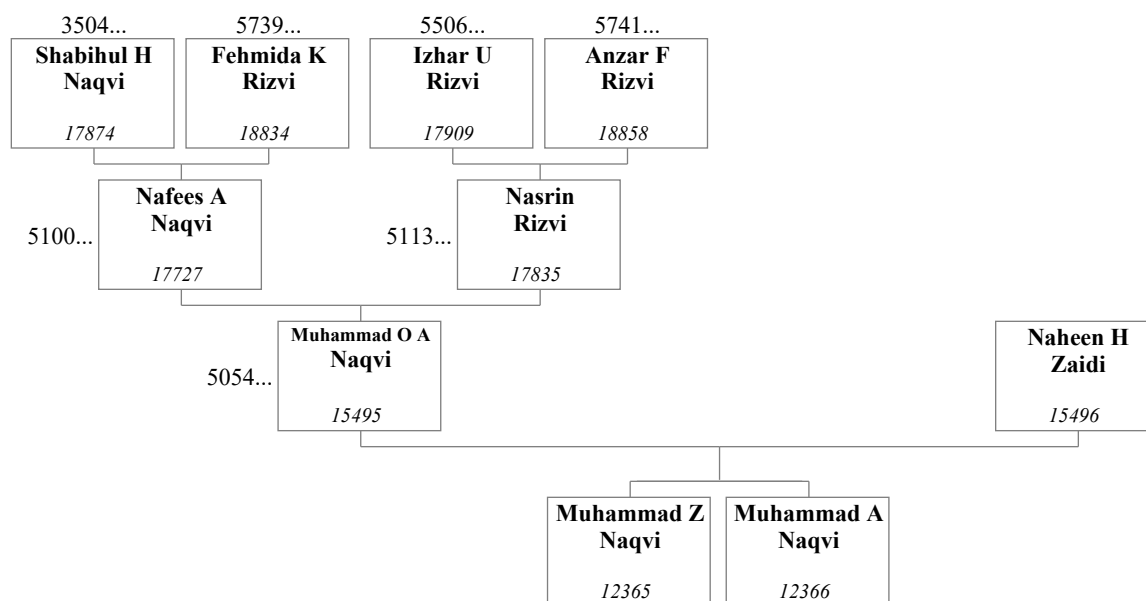 3504...
5739...
5506...
5741...
Shabihul H
Naqvi
17874
Fehmida K
Rizvi
18834
Izhar U
Rizvi
17909
Anzar F
Rizvi
18858
5100...
Nafees A
Naqvi
17727
5113...
Nasrin
Rizvi
17835
5054...
Muhammad O A
Naqvi
15495
Naheen H
Zaidi
15496
Muhammad Z
Naqvi
12365
Muhammad A
Naqvi
12366